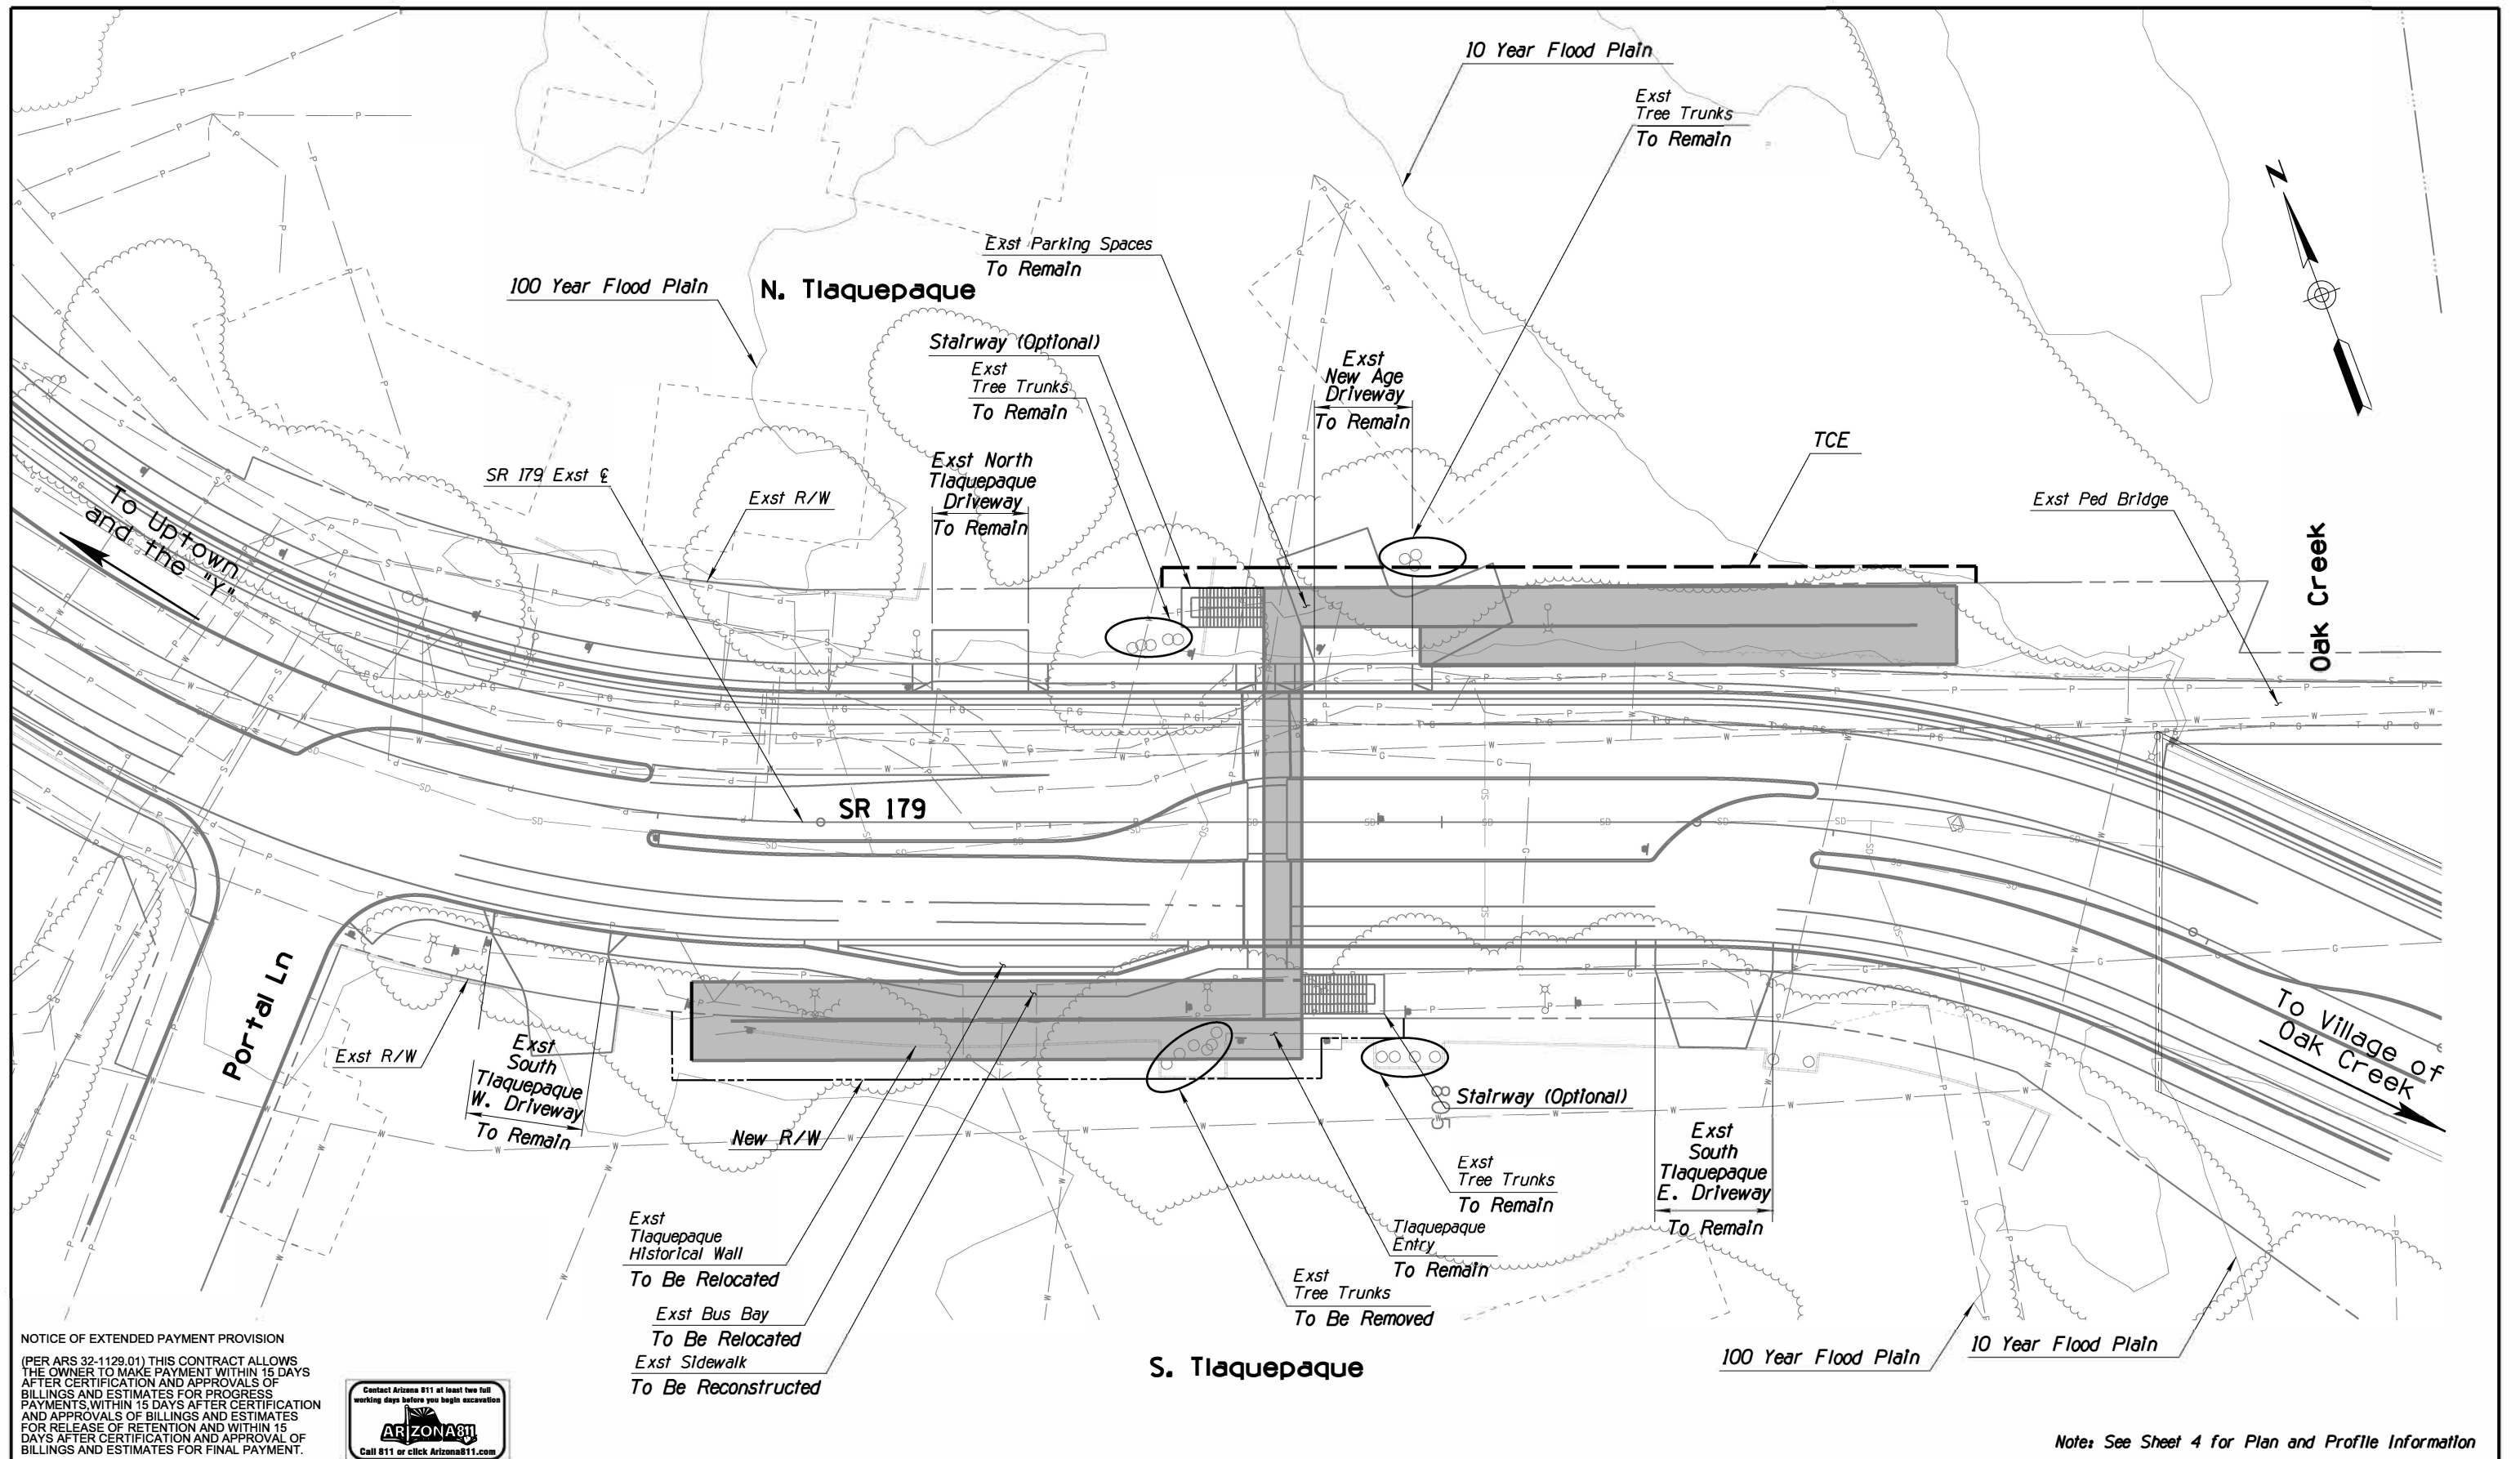 10 Year Flood Plain
Exst
Tree Trunks
To Remain
N
Exst Parking Spaces
To Remain
100 Year Flood Plain
N. Tlaquepaque
Stairway (Optional)
Exst
Tree Trunks
To Remain
Exst
New Age
Driveway
To Remain
TCE
SR 179 Exst ℄
Exst R/W
Exst North
Tlaquepaque
Driveway
To Remain
Exst Ped Bridge
To Uptown
and the "Y"
Oak Creek
SR 179
Portal Ln
Exst R/W
Exst
South
Tlaquepaque
W. Driveway
To Remain
New R/W
To Village of
Oak Creek
508
Stairway (Optional)
Exst
Tree Trunks
To Remain
Exst
South
Tlaquepaque
E. Driveway
To Remain
Exst
Tlaquepaque
Historical Wall
To Be Relocated
Tlaquepaque
Entry
To Remain
Exst
Tree Trunks
To Be Removed
Exst Bus Bay
To Be Relocated
Exst Sidewalk
To Be Reconstructed
S. Tlaquepaque
100 Year Flood Plain
10 Year Flood Plain
NOTICE OF EXTENDED PAYMENT PROVISION
(PER ARS 32-1129.01) THIS CONTRACT ALLOWS
THE OWNER TO MAKE PAYMENT WITHIN 15 DAYS
AFTER CERTIFICATION AND APPROVALS OF
BILLINGS AND ESTIMATES FOR PROGRESS
PAYMENTS,WITHIN 15 DAYS AFTER CERTIFICATION
AND APPROVALS OF BILLINGS AND ESTIMATES
FOR RELEASE OF RETENTION AND WITHIN 15
DAYS AFTER CERTIFICATION AND APPROVAL OF
BILLINGS AND ESTIMATES FOR FINAL PAYMENT.
Contact Arizona 811 at least two full
working days before you begin excavation
ARIZONA811
Call 811 or click Arizona811.com
Note: See Sheet 4 for Plan and Profile Information